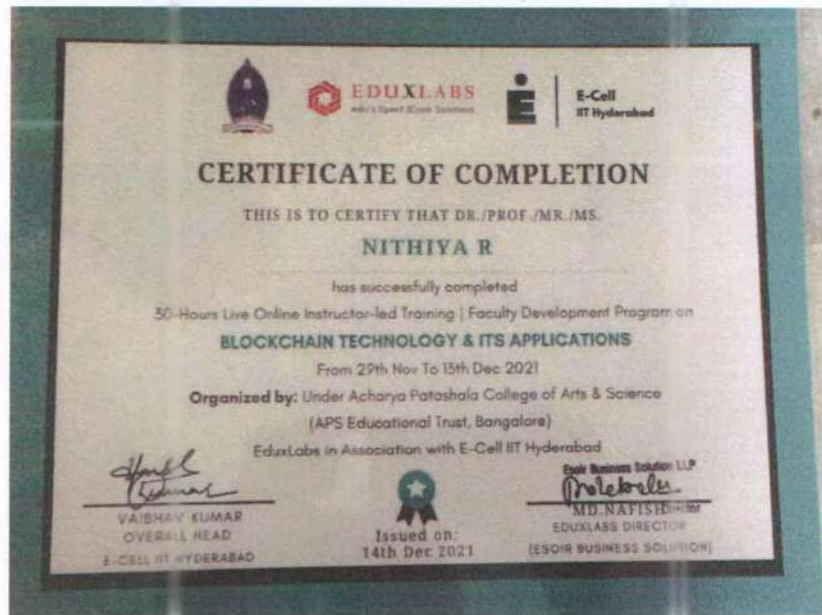 EDUXLABS
E-Cell
IIT Hyderabad
CERTIFICATE OF COMPLETION
THIS IS TO CERTIFY THAT DR./PROF./MR./MS.
NITHIYA R
has successfully completed
30-Hours Live Online Instructor-led Training | Faculty Development Program on
BLOCKCHAIN TECHNOLOGY & ITS APPLICATIONS
From 29th Nov To 13th Dec 2021
Organized by: Under Acharya Patashala College of Arts & Science
(APS Educational Trust, Bangalore)
EduxLabs in Association with E-Cell IIT Hyderabad
Esoir Business Solution LLP
VAIBHAV KUMAR
OVERALL HEAD
E-CELL IIT HYDERABAD
Issued on:
14th Dec 2021
MD.NAFISH
EDUXLABS DIRECTOR
(ESOIR BUSINESS SOLUTION)